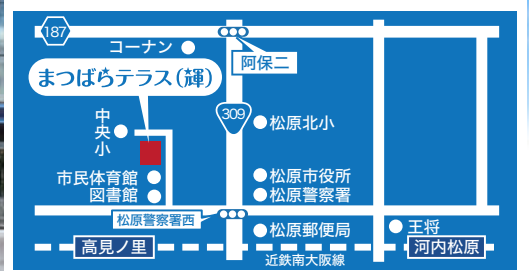 187
コーナン
阿保二
まつばらテラス(輝)
309
中央小
松原北小
市民体育館
図書館
松原市役所
松原警察署
松原警察署西
松原郵便局
王将
高見ノ里
河内松原
近鉄南大阪線